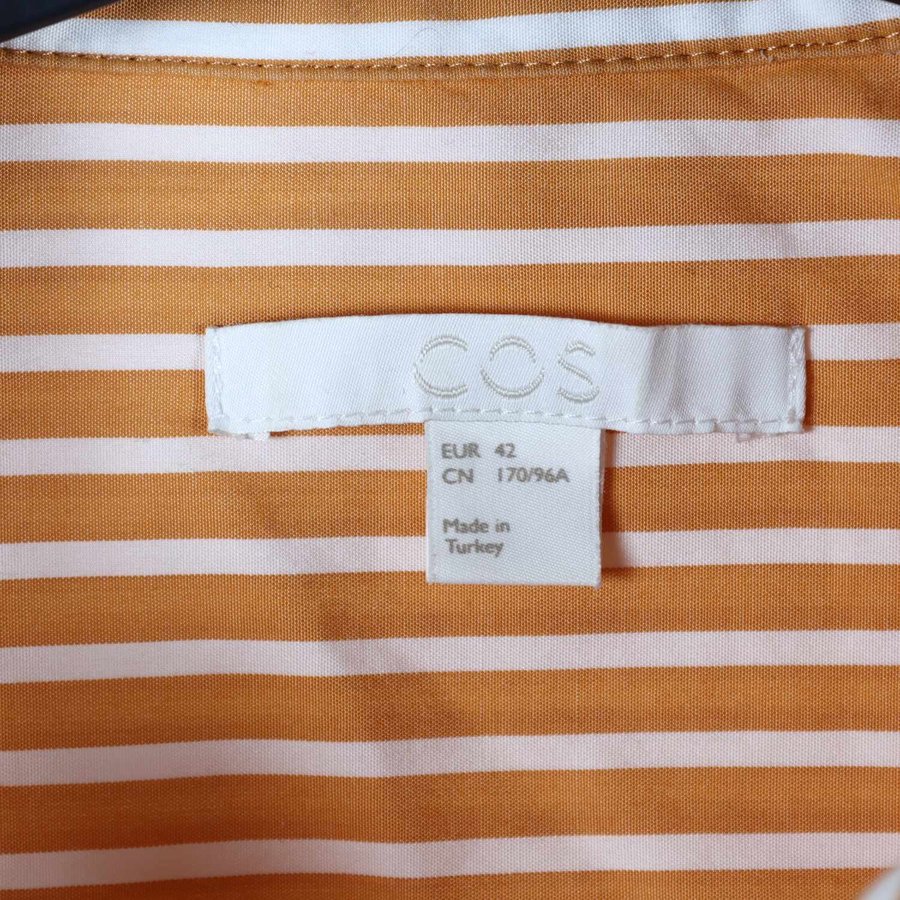 COS
EUR 42
CN 170/96A
Made in
Turkey